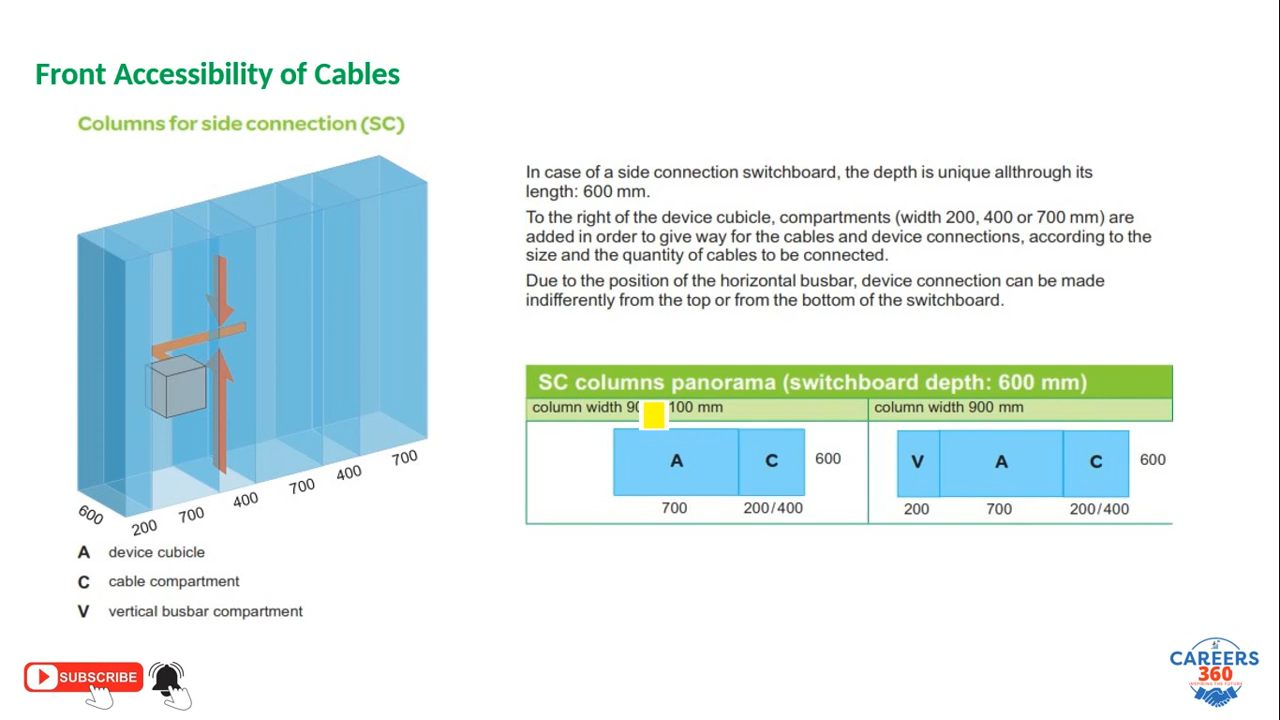 Front Accessibility of Cables
Columns for side connection (SC)
600
200
700
400
700
400
700
A device cubicle
C cable compartment
V vertical busbar compartment
In case of a side connection switchboard, the depth is unique allthrough its
length: 600 mm.
To the right of the device cubicle, compartments (width 200, 400 or 700 mm) are
added in order to give way for the cables and device connections, according to the
size and the quantity of cables to be connected.
Due to the position of the horizontal busbar, device connection can be made
indifferently from the top or from the bottom of the switchboard.
SC columns panorama (switchboard depth: 600 mm)
column width 100 mm
A C 600
700 200/400
column width 900 mm
V A C 600
200 700 200/400
SUBSCRIBE
CAREERS
360